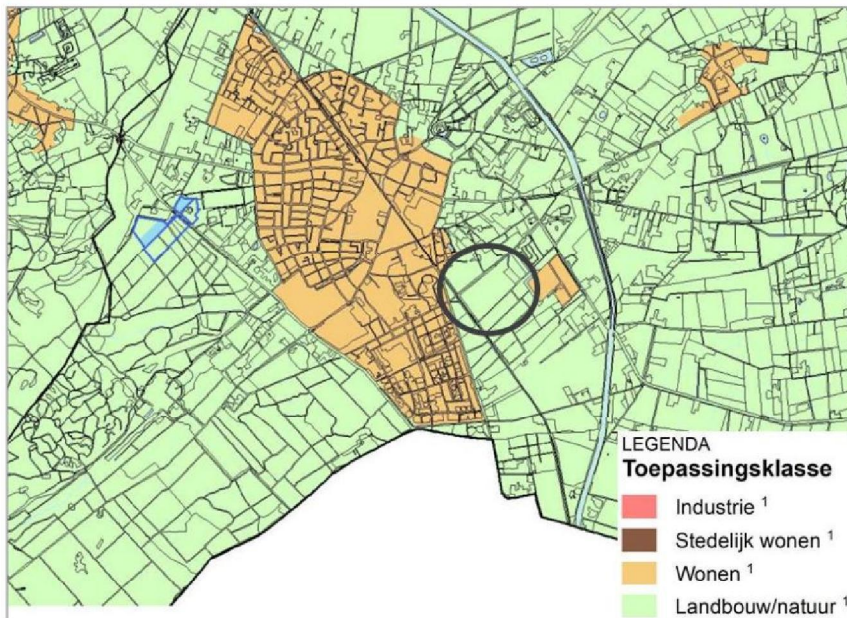 LEGENDA
Toepassingsklasse
Industrie ¹
Stedelijk wonen ¹
Wonen ¹
Landbouw/natuur ¹